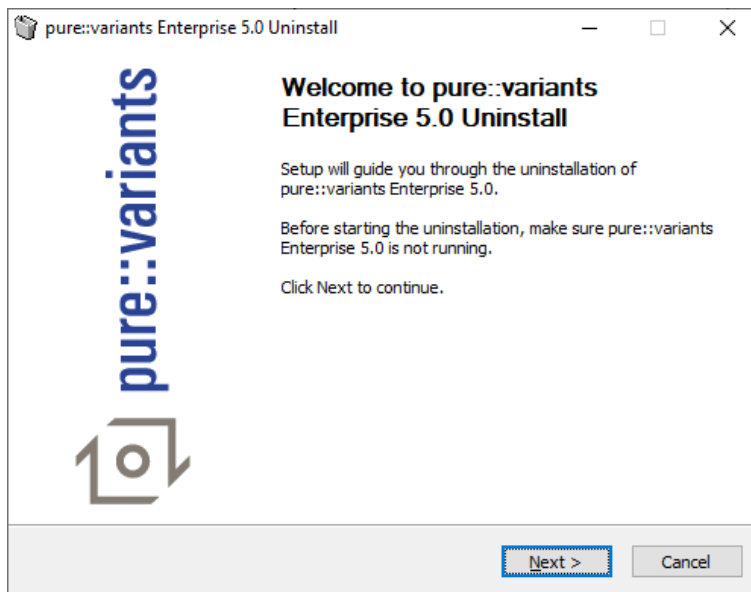 pure::variants Enterprise 5.0 Uninstall
pure::variants
Welcome to pure::variants
Enterprise 5.0 Uninstall
Setup will guide you through the uninstallation of
pure::variants Enterprise 5.0.
Before starting the uninstallation, make sure pure::variants
Enterprise 5.0 is not running.
Click Next to continue.
Next >
Cancel